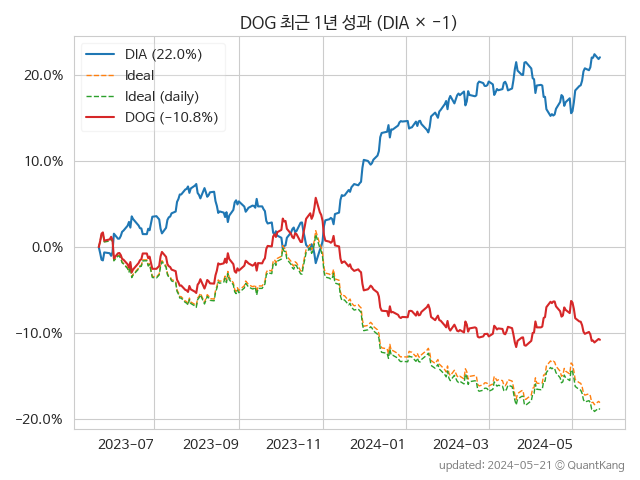 DOG 최근 1년 성과 (DIA × −1)
DIA (22.0%)
Ideal
Ideal (daily)
DOG (−10.8%)
20.0%
10.0%
0.0%
−10.0%
−20.0%
2023-07 2023-09 2023-11 2024-01 2024-03 2024-05
updated: 2024-05-21 ⓒ QuantKang